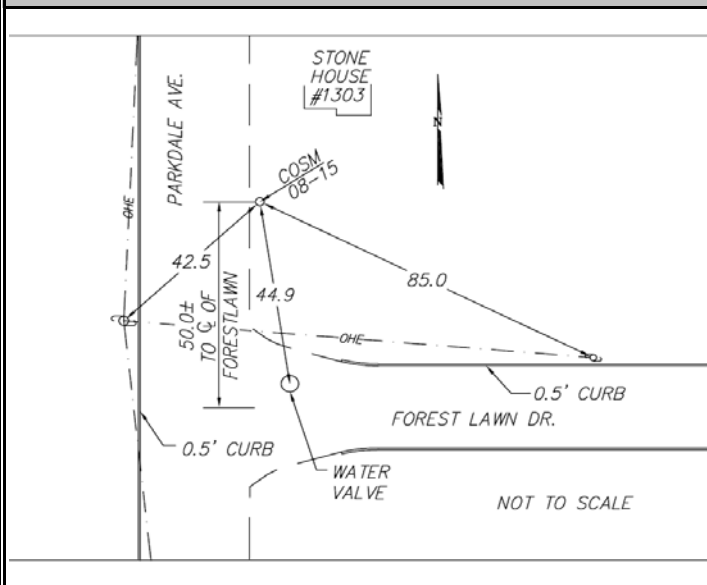 STONE
HOUSE
#1303
PARKDALE AVE.
N
COSM
08-15
OHE
42.5
50.0±
TO ℄ OF
FORESTLAWN
44.9
85.0
OHE
0.5' CURB
FOREST LAWN DR.
0.5' CURB
WATER
VALVE
NOT TO SCALE